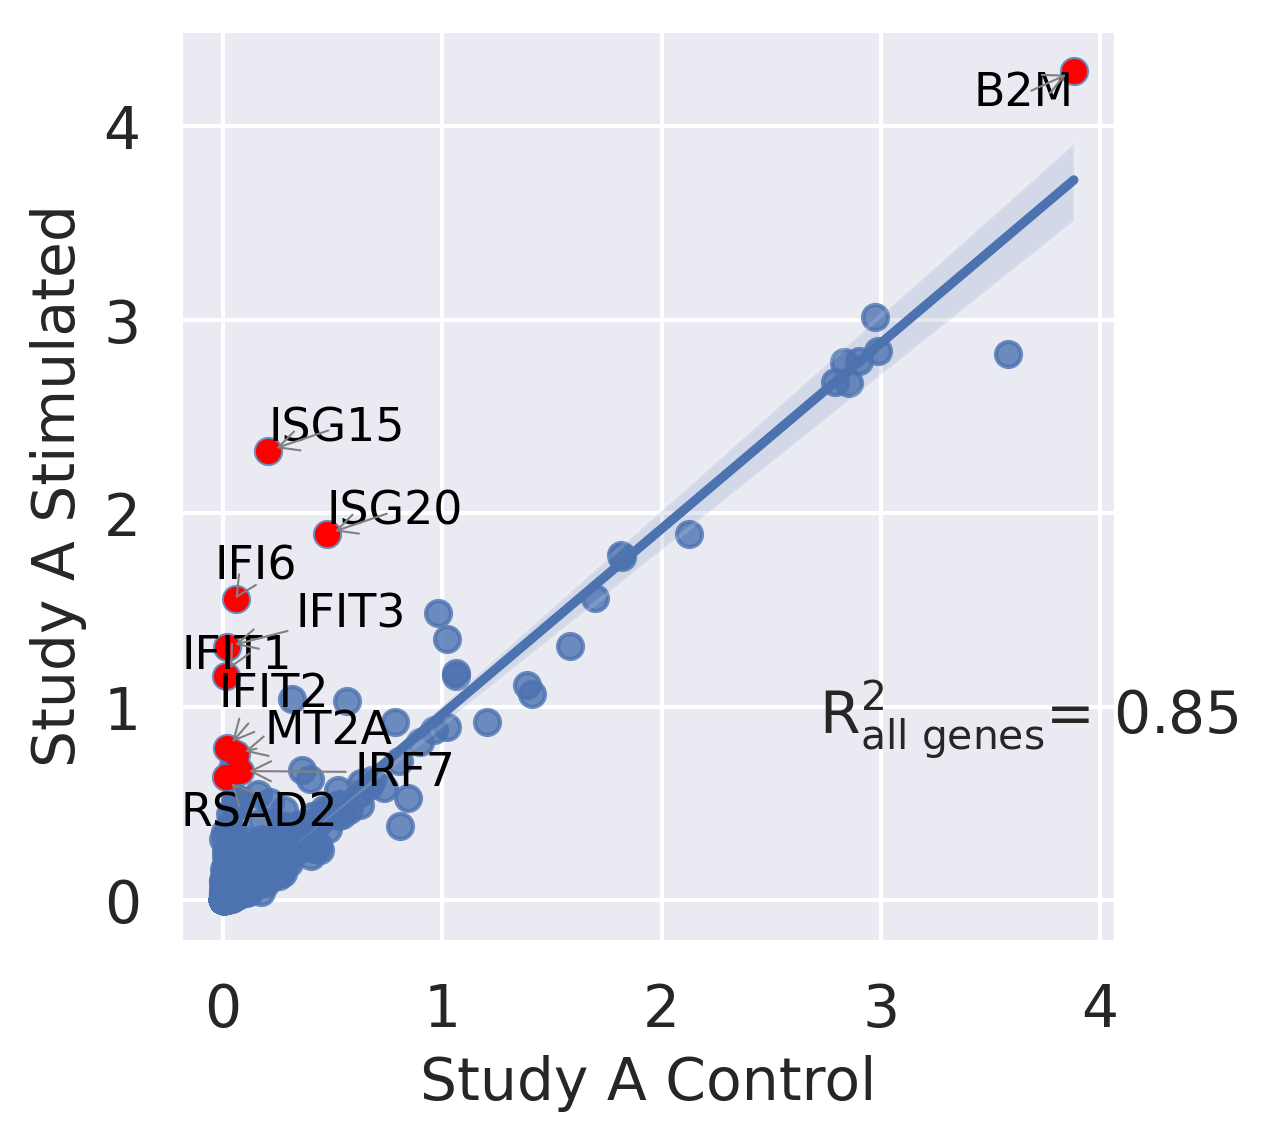 B2M
4
3
ISG15
ISG20
2
IFI6
IFIT3
IFIT1
IFIT2
1
MT2A
R²all genes = 0.85
IRF7
RSAD2
0
0 1 2 3 4
Study A Control
Study A Stimulated